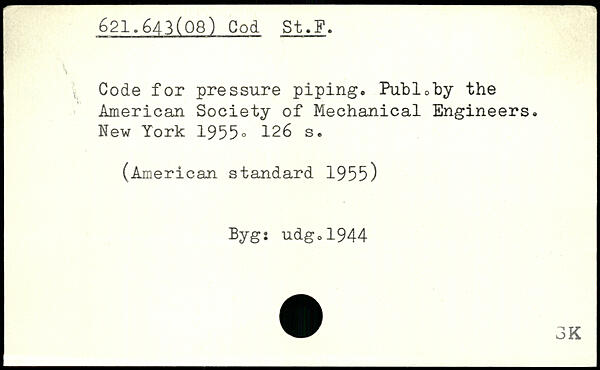 621.643(08) Cod St.F.
Code for pressure piping. Publ.by the
American Society of Mechanical Engineers.
New York 1955. 126 s.
(American standard 1955)
Byg: udg.1944
GK